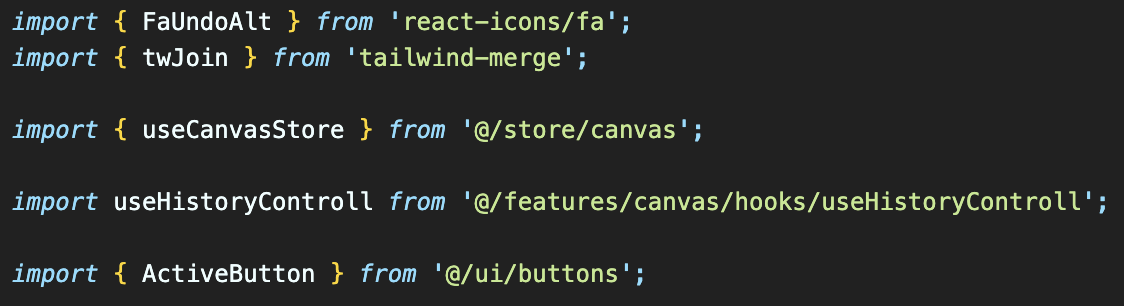 import { FaUndoAlt } from 'react-icons/fa';
import { twJoin } from 'tailwind-merge';
import { useCanvasStore } from '@/store/canvas';
import useHistoryControll from '@/features/canvas/hooks/useHistoryControll';
import { ActiveButton } from '@/ui/buttons';